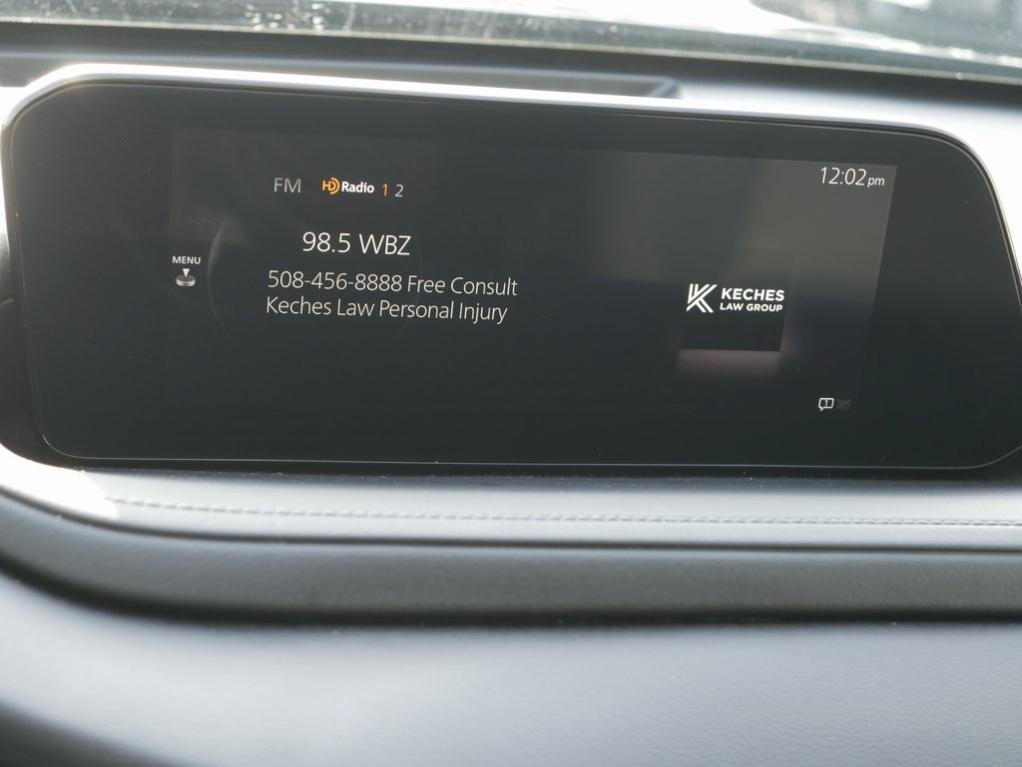 12:02pm
FM HD Radio 1 2
98.5 WBZ
MENU
508-456-8888 Free Consult
Keches Law Personal Injury
KECHES
LAW GROUP